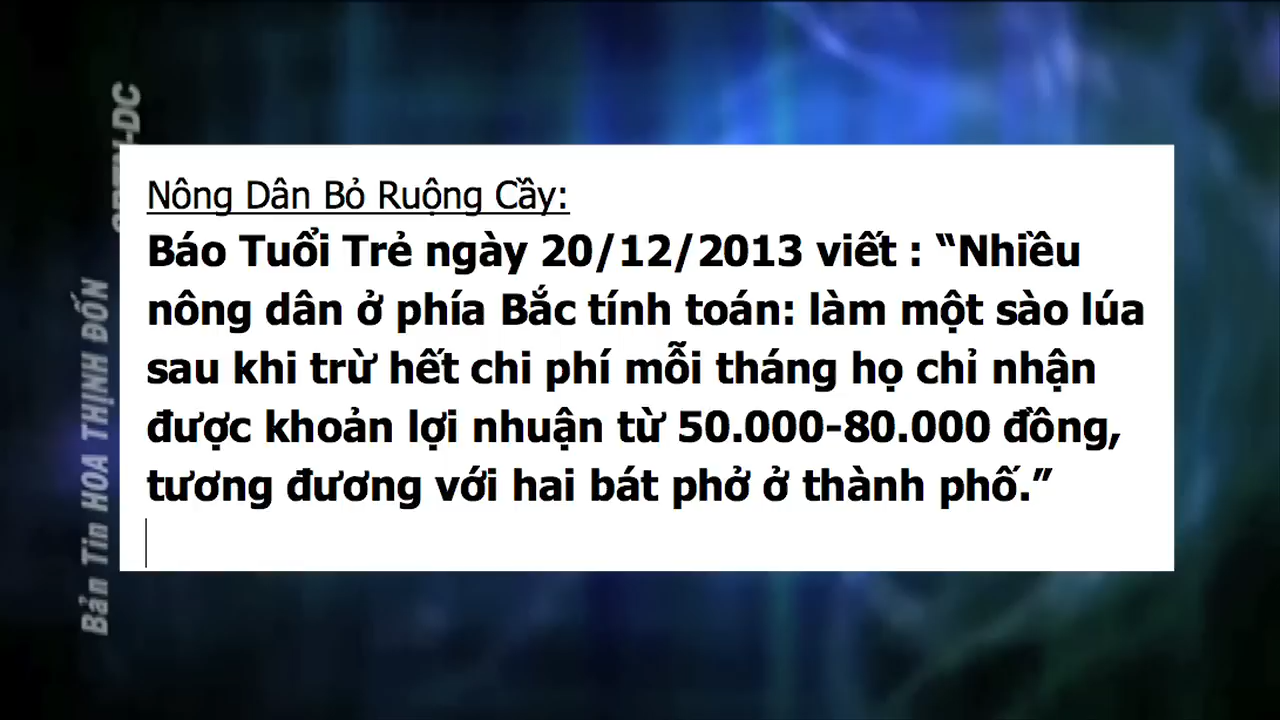 Nông Dân Bỏ Ruộng Cầy:
Báo Tuổi Trẻ ngày 20/12/2013 viết : “Nhiều
nông dân ở phía Bắc tính toán: làm một sào lúa
sau khi trừ hết chi phí mỗi tháng họ chỉ nhận
được khoản lợi nhuận từ 50.000-80.000 đồng,
tương đương với hai bát phở ở thành phố.”
Bản Tin HOA THỊNH ĐỐN